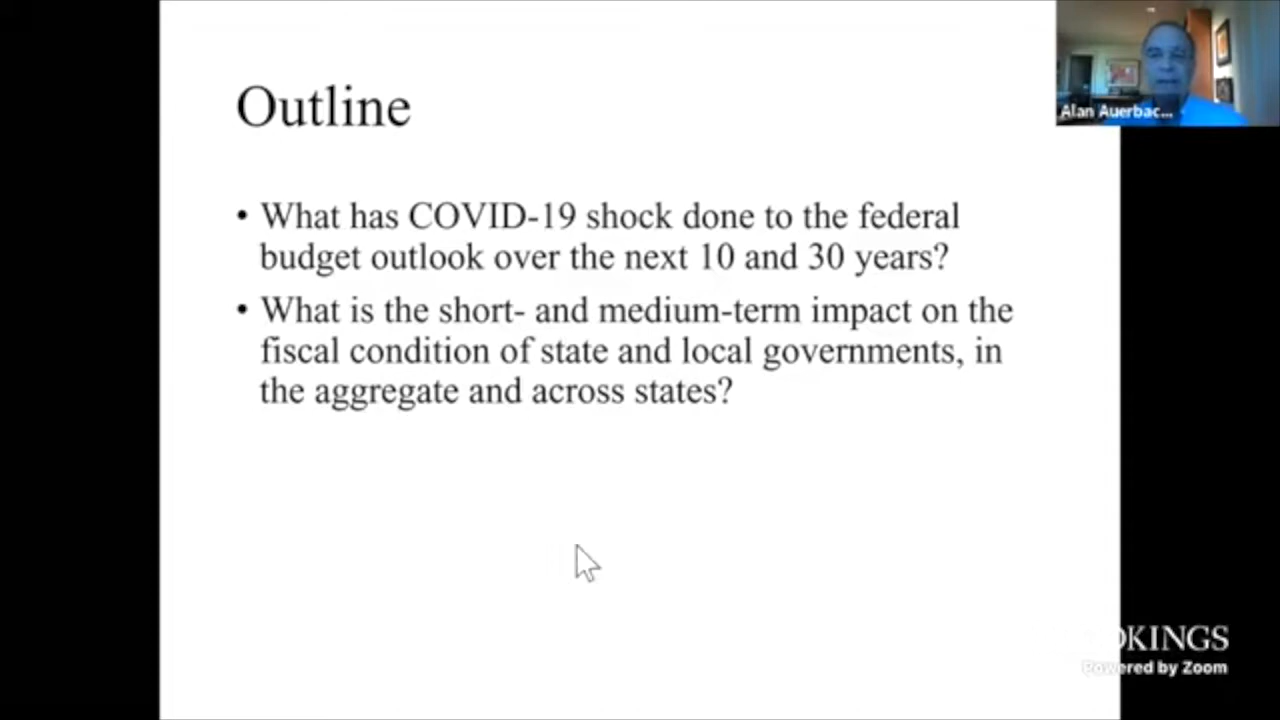 Outline
• What has COVID-19 shock done to the federal
budget outlook over the next 10 and 30 years?
• What is the short- and medium-term impact on the
fiscal condition of state and local governments, in
the aggregate and across states?
Alan Auerbac...
OKINGS
Powered by Zoom